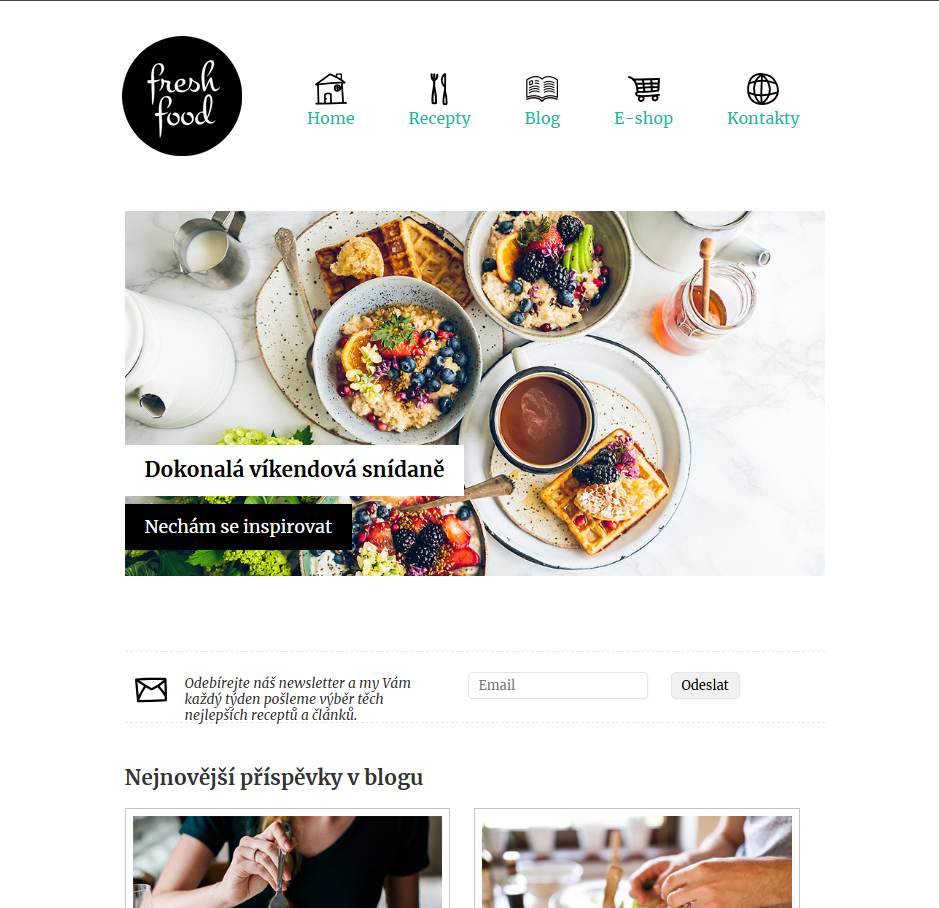 fresh
food
Home
Recepty
Blog
E-shop
Kontakty
Dokonalá víkendová snídaně
Nechám se inspirovat
Odebírejte náš newsletter a my Vám
každý týden pošleme výběr těch
nejlepších receptů a článků.
Email
Odeslat
Nejnovější příspěvky v blogu